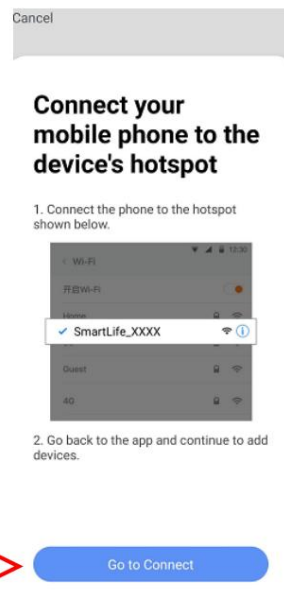 Cancel
Connect your
mobile phone to the
device's hotspot
1. Connect the phone to the hotspot
shown below.
12:30
Wi-Fi
开启Wi-Fi
Home
SmartLife_XXXX
Guest
4G
2. Go back to the app and continue to add
devices.
Go to Connect